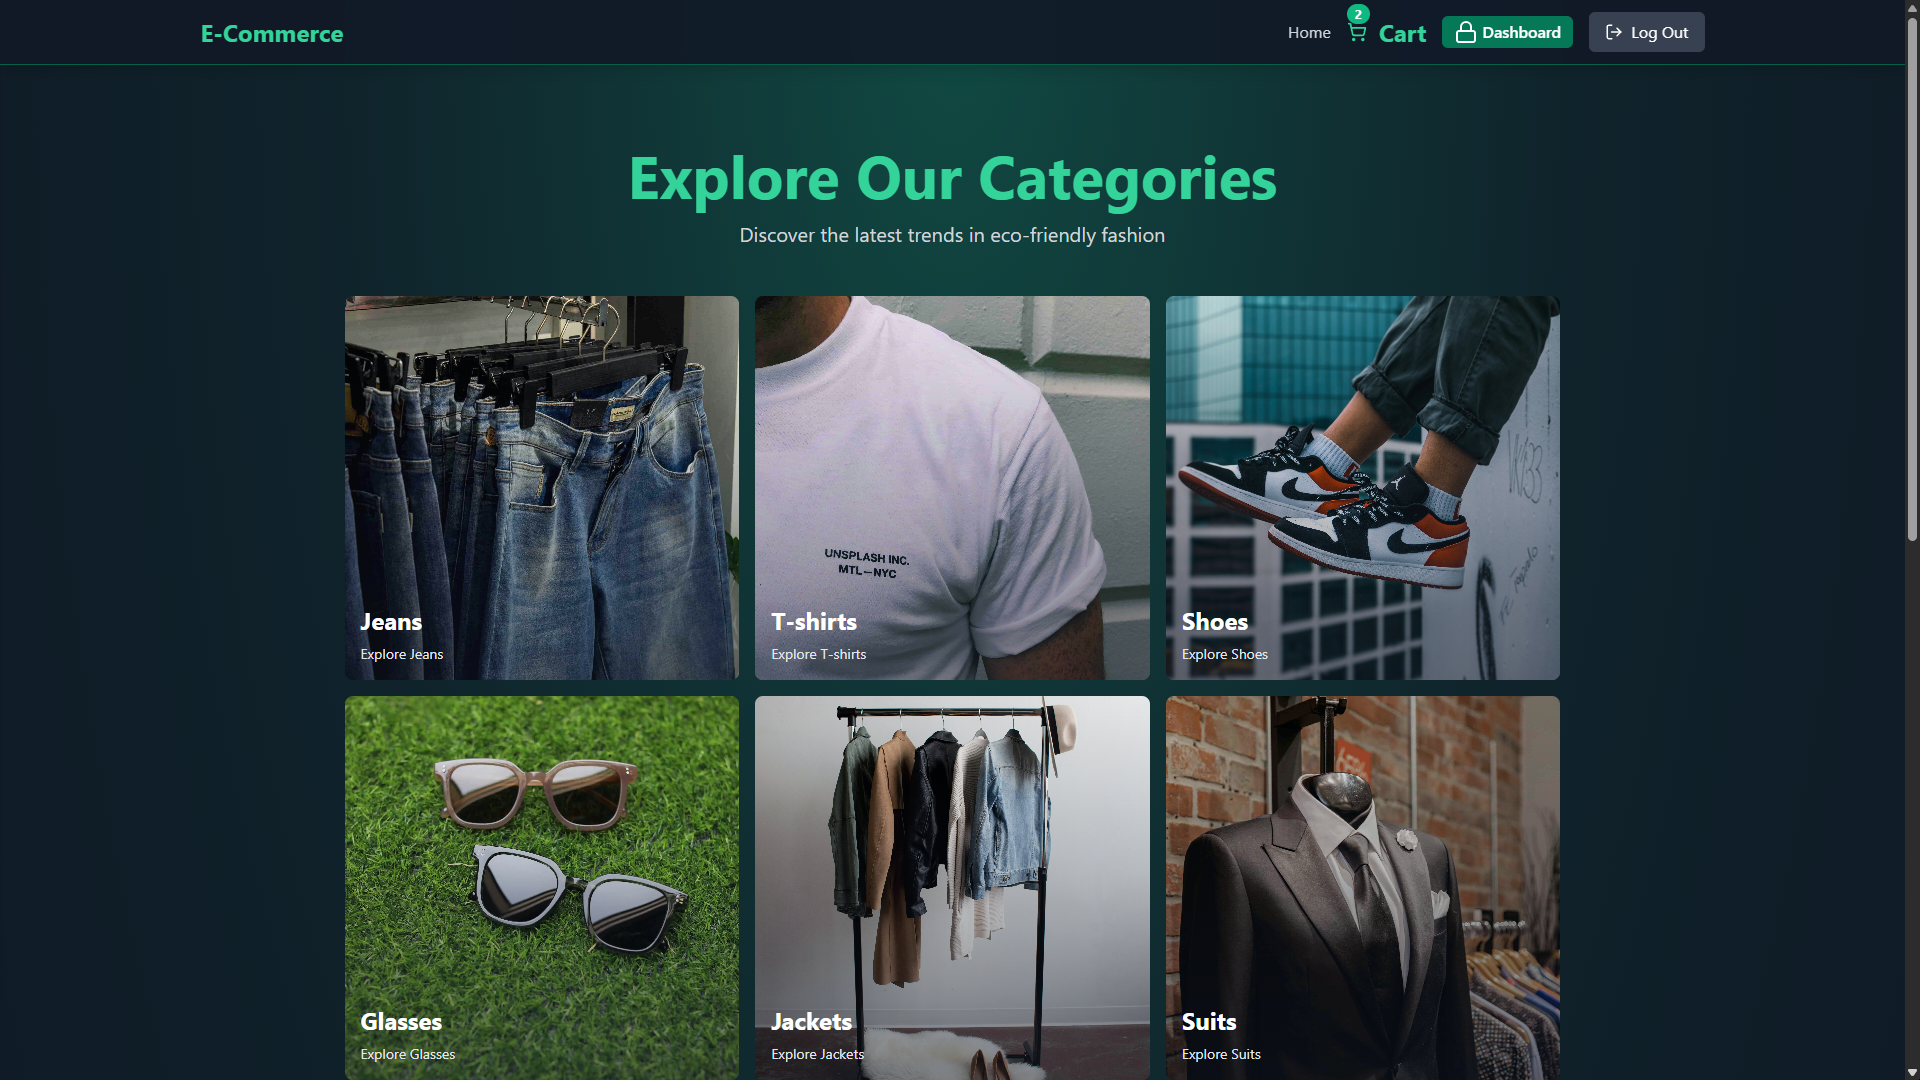 E-Commerce
Home
2
Cart
Dashboard
Log Out
Explore Our Categories
Discover the latest trends in eco-friendly fashion
UNSPLASH INC.
MTL—NYC
Jeans
Explore Jeans
T-shirts
Explore T-shirts
Shoes
Explore Shoes
Glasses
Explore Glasses
Jackets
Explore Jackets
Suits
Explore Suits